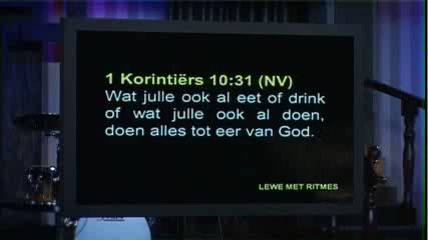 1 Korintiërs 10:31 (NV)
Wat julle ook al eet of drink
of wat julle ook al doen,
doen alles tot eer van God.
LEWE MET RITMES